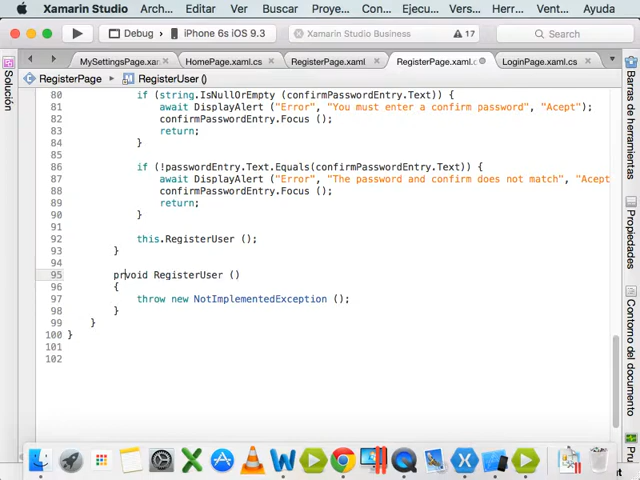 Xamarin Studio Arch... Editar Ver Buscar Proye... Con... Ejecu... Vers... Herr... Vent... Ayuda
Debug iPhone 6s iOS 9.3 Xamarin Studio Business 17 Search
MySettingsPage.xam HomePage.xaml.cs RegisterPage.xaml RegisterPage.xaml.c LoginPage.xaml.cs
RegisterPage RegisterUser ()
Solución
80 if (string.IsNullOrEmpty (confirmPasswordEntry.Text)) {
81 await DisplayAlert ("Error", "You must enter a confirm password", "Acept");
82 confirmPasswordEntry.Focus ();
83 return;
84 }
85
86 if (!passwordEntry.Text.Equals(confirmPasswordEntry.Text)) {
87 await DisplayAlert ("Error", "The password and confirm does not match", "Acept
88 confirmPasswordEntry.Focus ();
89 return;
90 }
91
92 this.RegisterUser ();
93 }
94
95 prvoid RegisterUser ()
96 {
97 throw new NotImplementedException ();
98 }
99 }
100 }
101
102
Barras de herramientas
Propiedades
Contorno del documento
Pru
it